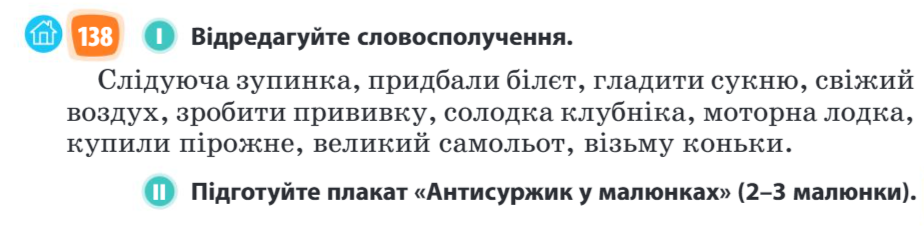 138 I Відредагуйте словосполучення.
Слідуюча зупинка, придбали білєт, гладити сукню, свіжий
воздух, зробити прививку, солодка клубніка, моторна лодка,
купили пірожне, великий самольот, візьму коньки.
II Підготуйте плакат «Антисуржик у малюнках» (2–3 малюнки).